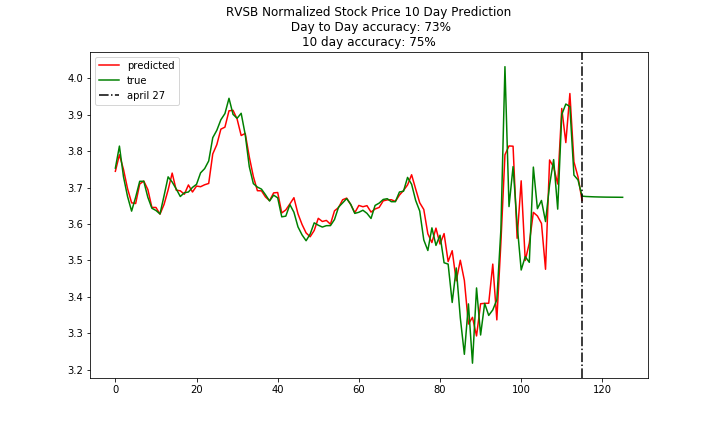 RVSB Normalized Stock Price 10 Day Prediction
Day to Day accuracy: 73%
10 day accuracy: 75%
predicted
true
april 27
4.0
3.9
3.8
3.7
3.6
3.5
3.4
3.3
3.2
0 20 40 60 80 100 120